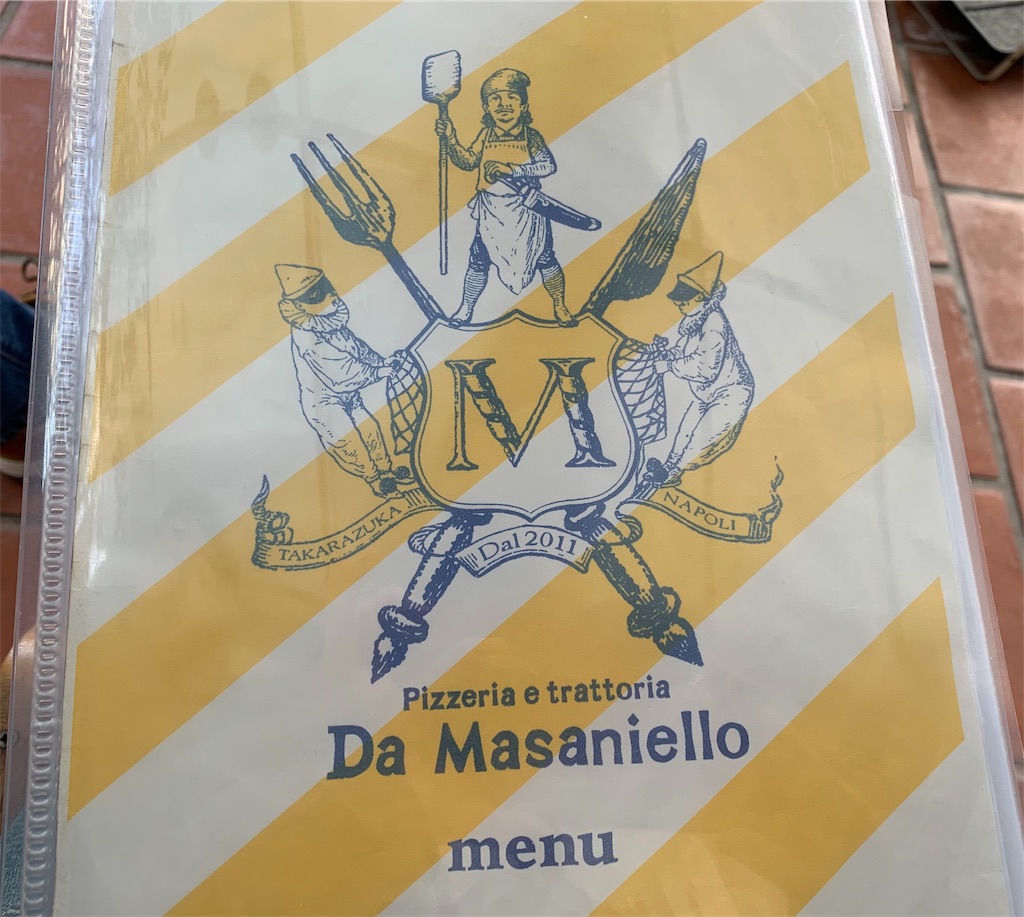 M
TAKARAZUKA
NAPOLI
Dal 2011
Pizzeria e trattoria
Da Masaniello
menu